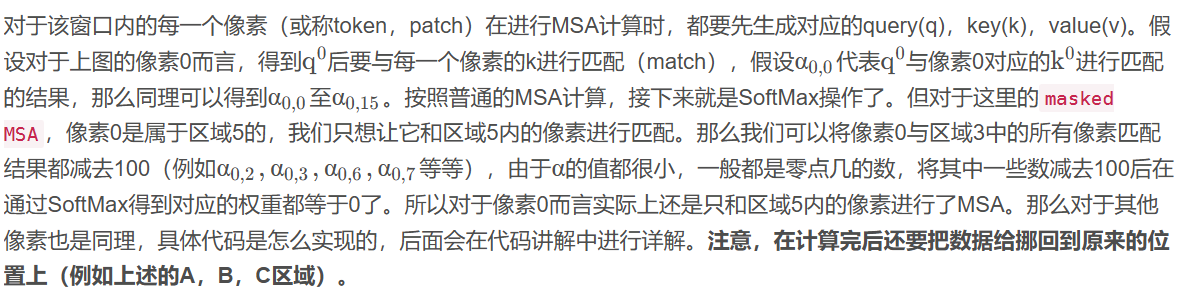 对于该窗口内的每一个像素（或称token，patch）在进行MSA计算时，都要先生成对应的query(q)，key(k)，value(v)。假
设对于上图的像素0而言，得到q⁰后要与每一个像素的k进行匹配（match），假设α₀,₀代表q⁰与像素0对应的k⁰进行匹配
的结果，那么同理可以得到α₀,₀至α₀,₁₅。按照普通的MSA计算，接下来就是SoftMax操作了。但对于这里的 masked
MSA，像素0是属于区域5的，我们只想让它和区域5内的像素进行匹配。那么我们可以将像素0与区域3中的所有像素匹配
结果都减去100（例如α₀,₂, α₀,₃, α₀,₆, α₀,₇等等），由于α的值都很小，一般都是零点几的数，将其中一些数减去100后在
通过SoftMax得到对应的权重都等于0了。所以对于像素0而言实际上还是只和区域5内的像素进行了MSA。那么对于其他
像素也是同理，具体代码是怎么实现的，后面会在代码讲解中进行详解。注意，在计算完后还要把数据给挪回到原来的位
置上（例如上述的A，B，C区域）。